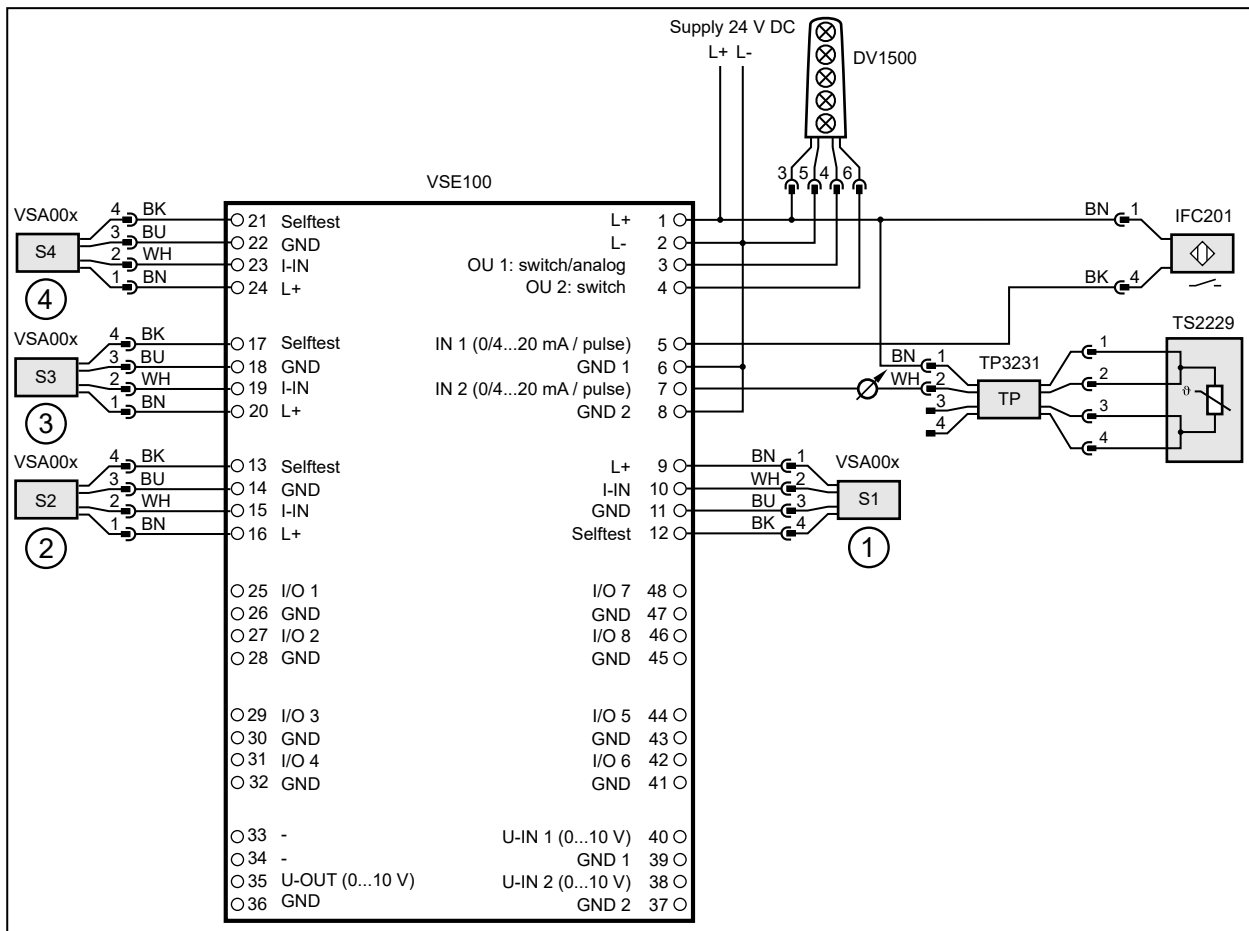 Supply 24 V DC
L+ L-
DV1500
3 5 4 6
VSE100
VSA00x
S4
4 BK
3 BU
2 WH
1 BN
4
21 Selftest
22 GND
23 I-IN
24 L+
VSA00x
S3
4 BK
3 BU
2 WH
1 BN
3
17 Selftest
18 GND
19 I-IN
20 L+
VSA00x
S2
4 BK
3 BU
2 WH
1 BN
2
13 Selftest
14 GND
15 I-IN
16 L+
25 I/O 1
26 GND
27 I/O 2
28 GND
29 I/O 3
30 GND
31 I/O 4
32 GND
33 -
34 -
35 U-OUT (0...10 V)
36 GND
L+ 1
L- 2
OU 1: switch/analog 3
OU 2: switch 4
IN 1 (0/4...20 mA / pulse) 5
GND 1 6
IN 2 (0/4...20 mA / pulse) 7
GND 2 8
L+ 9
I-IN 10
GND 11
Selftest 12
I/O 7 48
GND 47
I/O 8 46
GND 45
I/O 5 44
GND 43
I/O 6 42
GND 41
U-IN 1 (0...10 V) 40
GND 1 39
U-IN 2 (0...10 V) 38
GND 2 37
BN 1
BK 4
IFC201
BN 1
WH 2
3
4
TP3231
TP
1
2
3
4
TS2229
ϑ
BN 1
WH 2
BU 3
BK 4
VSA00x
S1
1